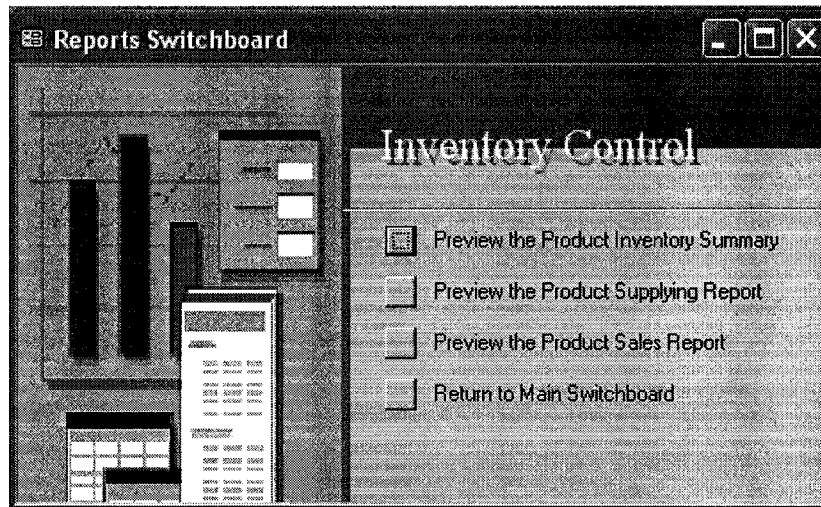 Reports Switchboard
Inventory Control
Preview the Product Inventory Summary
Preview the Product Supplying Report
Preview the Product Sales Report
Return to Main Switchboard